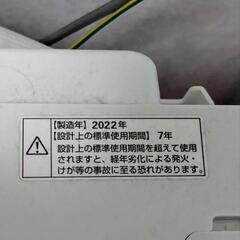 【製造年】2022年
【設計上の標準使用期間】7年
設計上の標準使用期間を超えて使用
されますと、経年劣化による発火・
けが等の事故に至る恐れがあります。